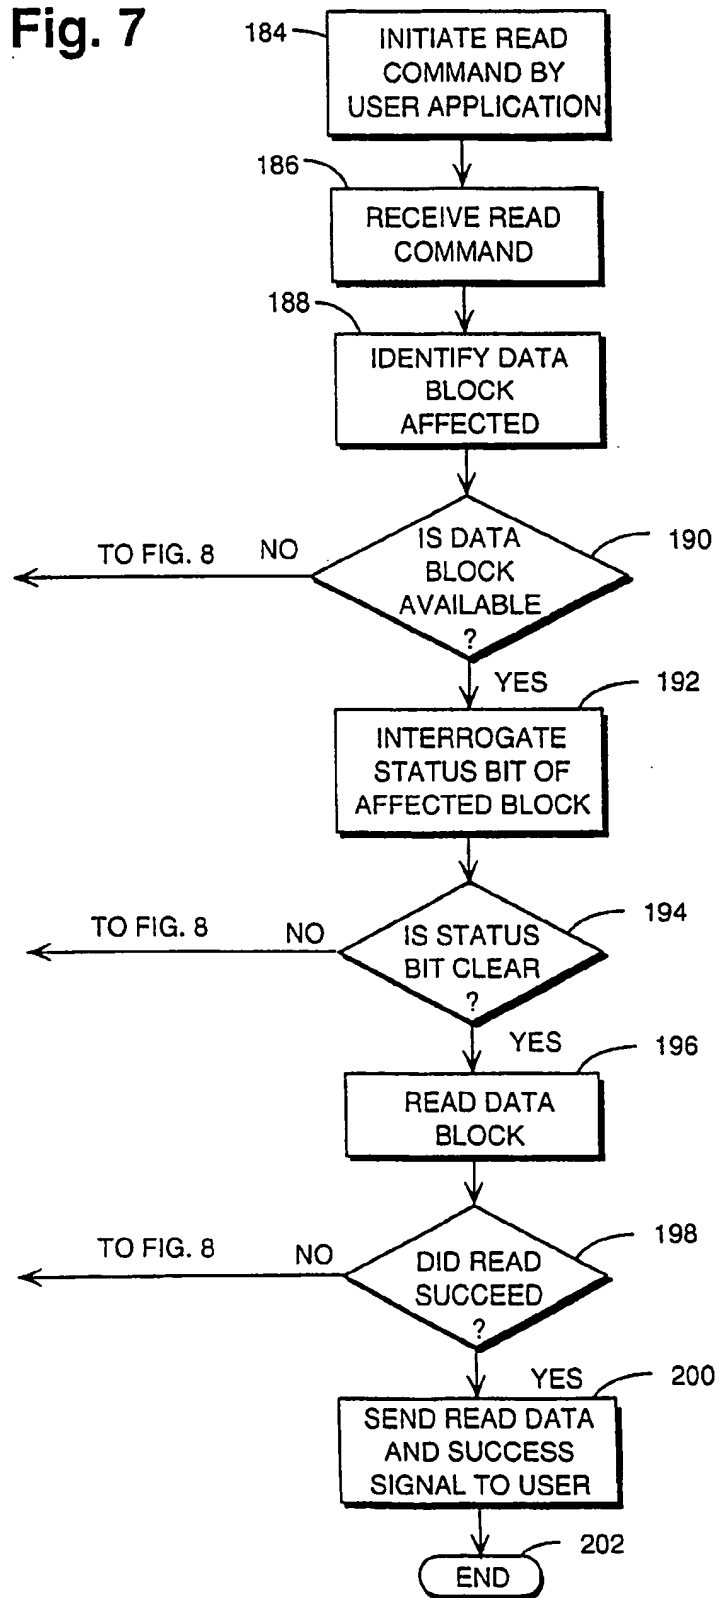 Fig. 7
184
INITIATE READ
COMMAND BY
USER APPLICATION
186
RECEIVE READ
COMMAND
188
IDENTIFY DATA
BLOCK
AFFECTED
190
IS DATA
BLOCK
AVAILABLE
?
NO
TO FIG. 8
YES
192
INTERROGATE
STATUS BIT OF
AFFECTED BLOCK
194
IS STATUS
BIT CLEAR
?
NO
TO FIG. 8
YES
196
READ DATA
BLOCK
198
DID READ
SUCCEED
?
NO
TO FIG. 8
YES
200
SEND READ DATA
AND SUCCESS
SIGNAL TO USER
202
END